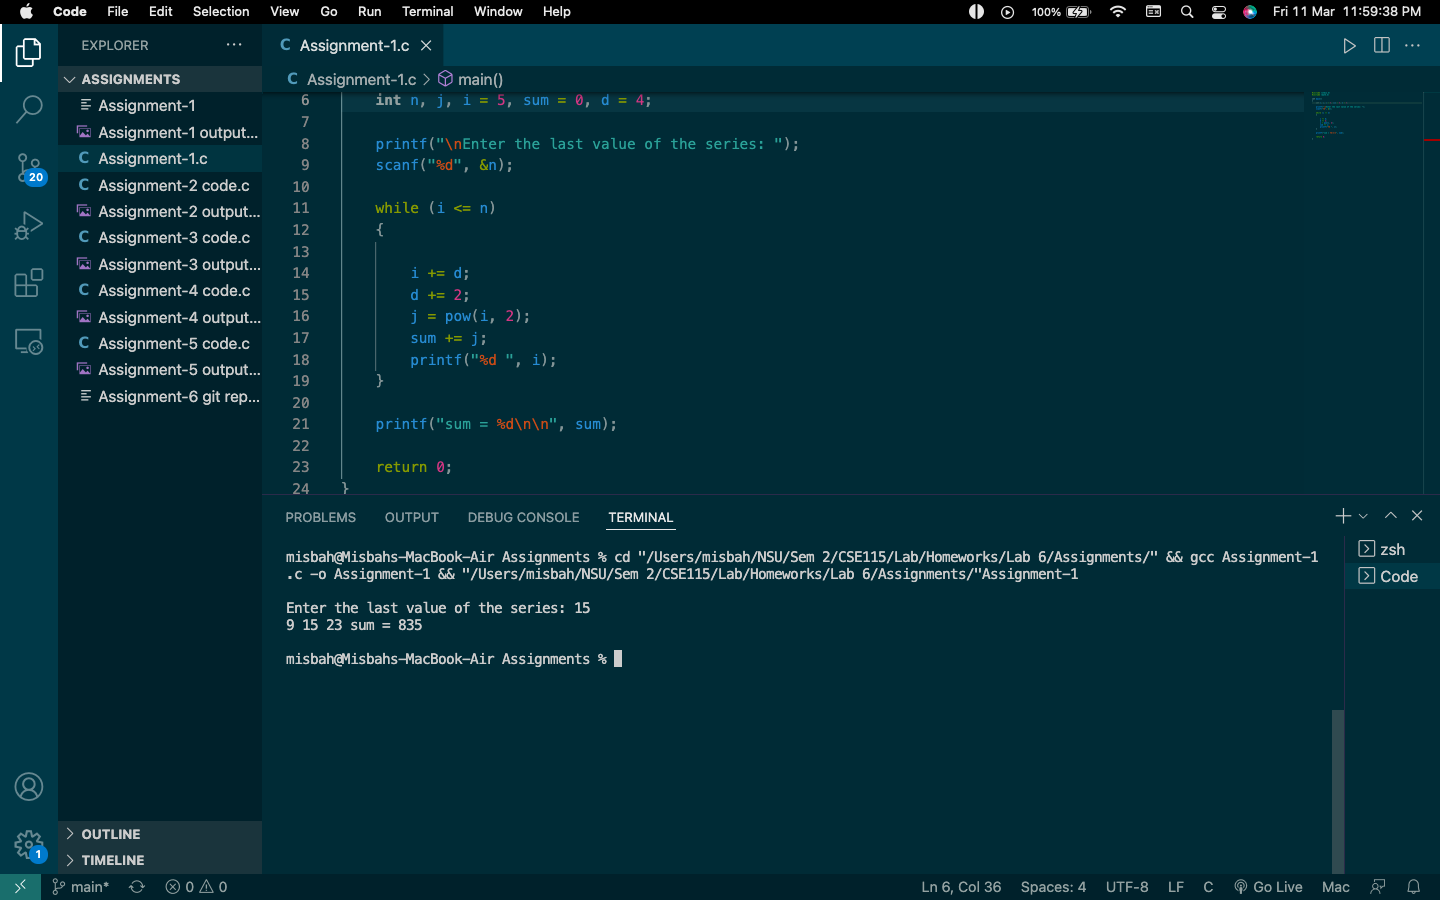 Code File Edit Selection View Go Run Terminal Window Help 100% Fri 11 Mar 11:59:38 PM
EXPLORER
ASSIGNMENTS
Assignment-1
Assignment-1 output...
C Assignment-1.c
C Assignment-2 code.c
Assignment-2 output...
C Assignment-3 code.c
Assignment-3 output...
C Assignment-4 code.c
Assignment-4 output...
C Assignment-5 code.c
Assignment-5 output...
Assignment-6 git rep...
20
1
OUTLINE
TIMELINE
C Assignment-1.c
C Assignment-1.c > main()
6 int n, j, i = 5, sum = 0, d = 4;
7
8 printf("\nEnter the last value of the series: ");
9 scanf("%d", &n);
10
11 while (i <= n)
12 {
13
14 i += d;
15 d += 2;
16 j = pow(i, 2);
17 sum += j;
18 printf("%d ", i);
19 }
20
21 printf("sum = %d\n\n", sum);
22
23 return 0;
24 }
PROBLEMS OUTPUT DEBUG CONSOLE TERMINAL
misbah@Misbahs-MacBook-Air Assignments % cd "/Users/misbah/NSU/Sem 2/CSE115/Lab/Homeworks/Lab 6/Assignments/" && gcc Assignment-1
.c -o Assignment-1 && "/Users/misbah/NSU/Sem 2/CSE115/Lab/Homeworks/Lab 6/Assignments/"Assignment-1
Enter the last value of the series: 15
9 15 23 sum = 835
misbah@Misbahs-MacBook-Air Assignments %
zsh
Code
main* 0 0 Ln 6, Col 36 Spaces: 4 UTF-8 LF C Go Live Mac